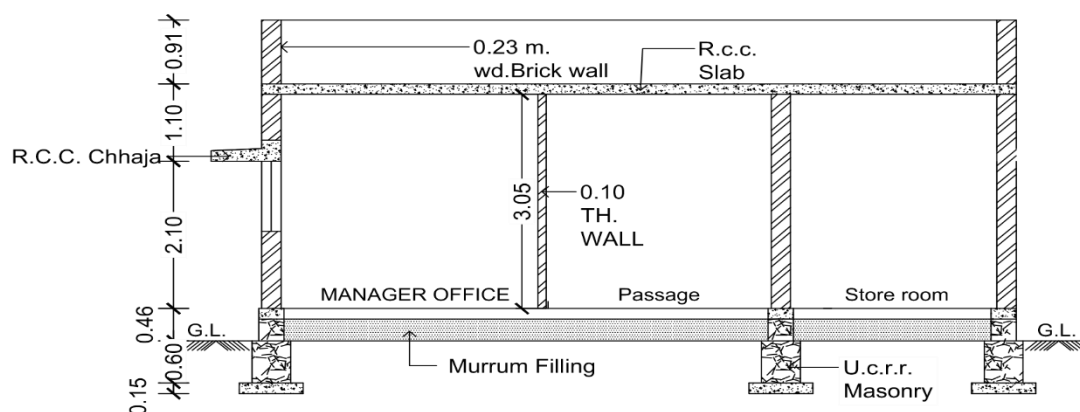 0.91
0.23 m.
wd.Brick wall
R.c.c.
Slab
1.10
R.C.C. Chhaja
3.05
0.10
TH.
WALL
2.10
MANAGER OFFICE
Passage
Store room
0.46
G.L.
G.L.
0.60
Murrum Filling
U.c.r.r.
Masonry
0.15